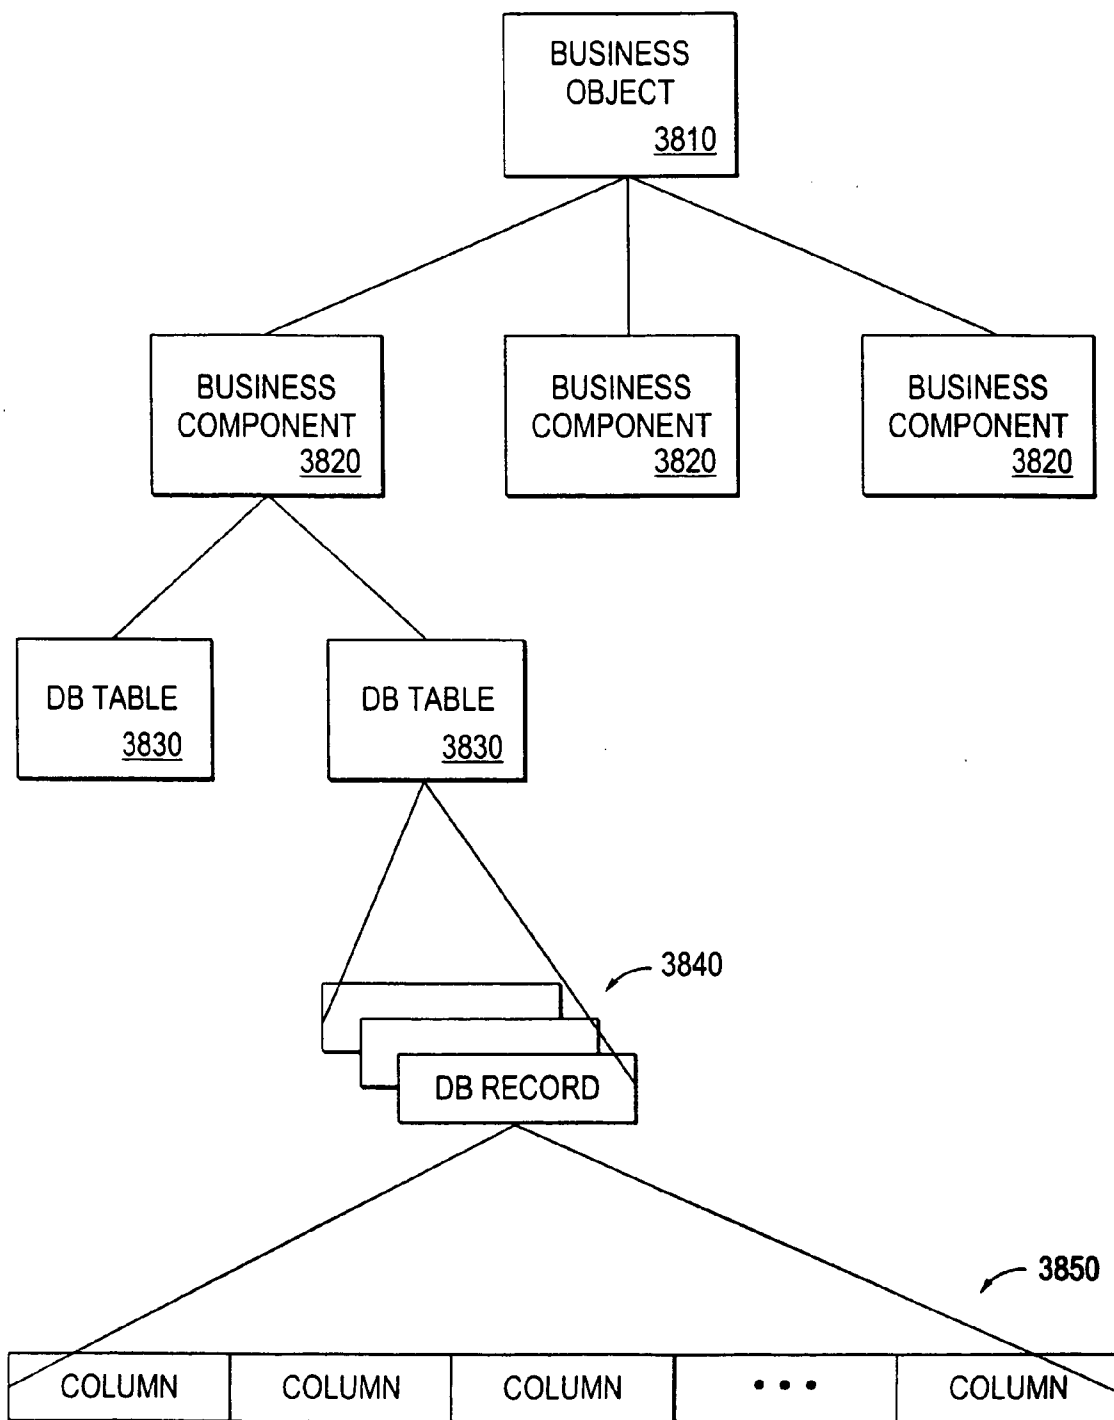 BUSINESS
OBJECT
3810
BUSINESS
COMPONENT
3820
BUSINESS
COMPONENT
3820
BUSINESS
COMPONENT
3820
DB TABLE
3830
DB TABLE
3830
3840
DB RECORD
3850
COLUMN COLUMN COLUMN • • • COLUMN